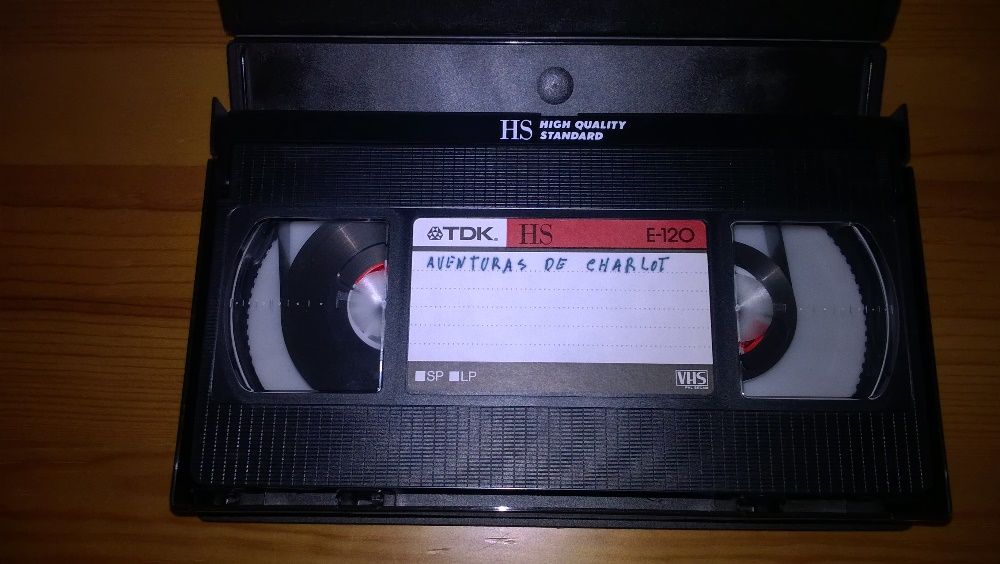 HS HIGH QUALITY
STANDARD
TDK. HS E-120
AVENTURAS DE CHARLOT
SP LP
VHS